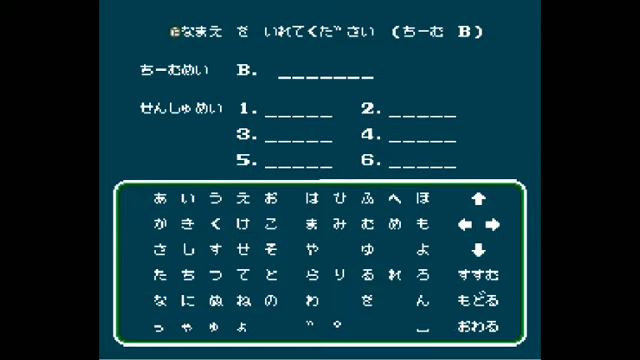 なまえ を いれてくだ゛さい (ちーむ B)
ちーむめい B. _______
せんしゅめい 1. _____ 2. _____
3. _____ 4. _____
5. _____ 6. _____
あ い う え お は ひ ふ へ ほ ↑
か き く け こ ま み む め も ← →
さ し す せ そ や ゆ よ ↓
た ち つ て と ら り る れ ろ すすむ
な に ぬ ね の わ を ん もどる
っ ゃ ゅ ょ ゛ ゜ ⎵ おわる